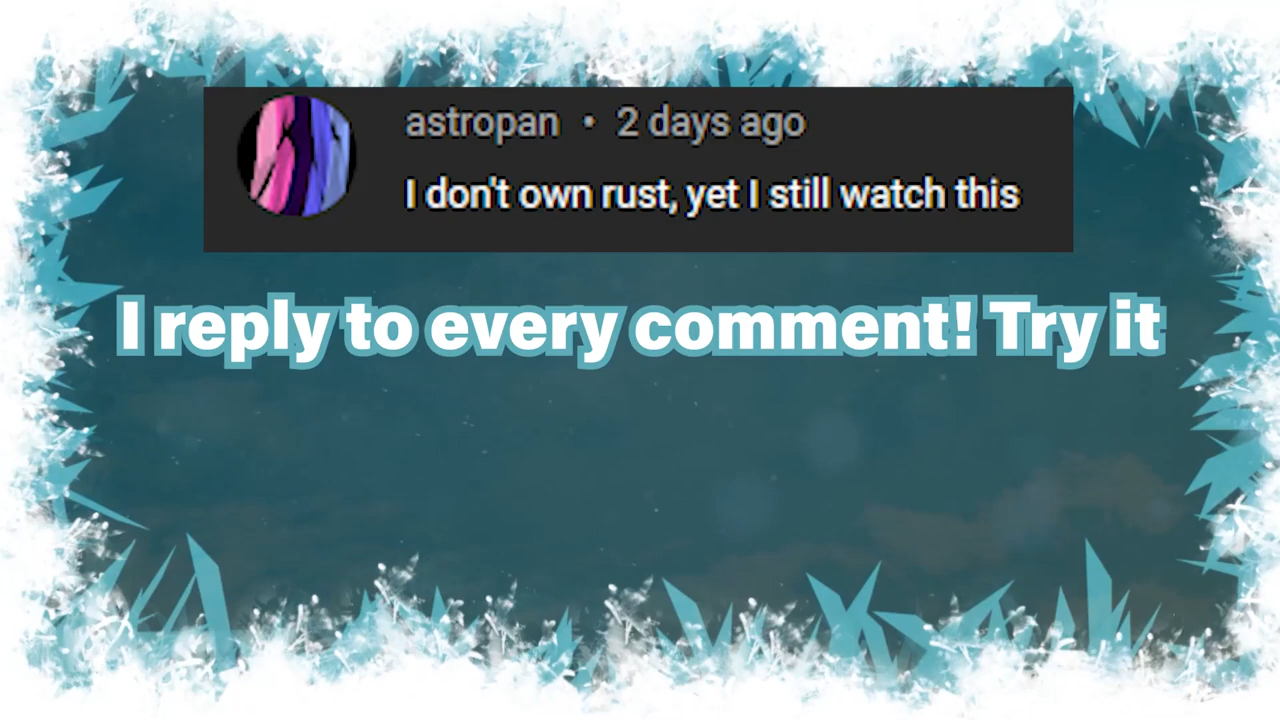 astropan • 2 days ago
I don't own rust, yet I still watch this
I reply to every comment! Try it